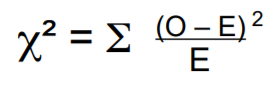 χ² = Σ (O – E)²
E